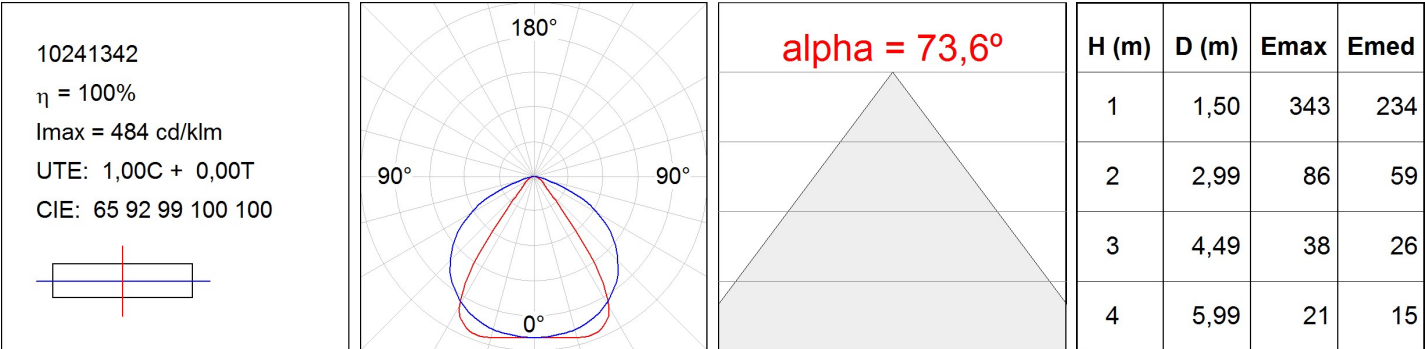 10241342
η = 100%
Imax = 484 cd/klm
UTE: 1,00C + 0,00T
CIE: 65 92 99 100 100
180°
90° 90°
0°
alpha = 73,6º
H (m) D (m) Emax Emed
1 1,50 343 234
2 2,99 86 59
3 4,49 38 26
4 5,99 21 15